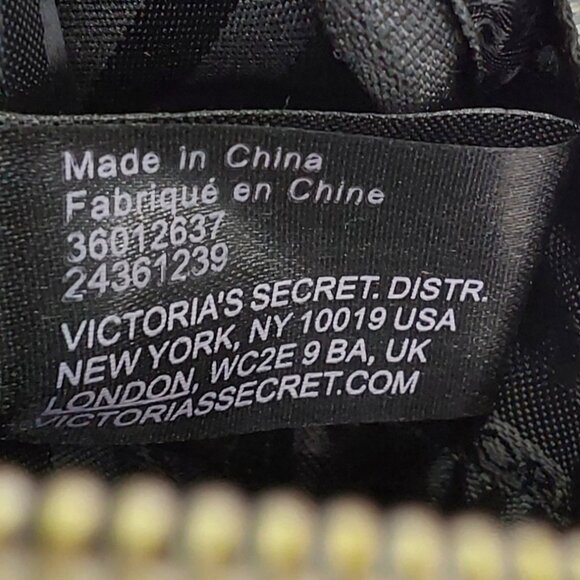 Made in China
Fabriqué en Chine
36012637
24361239
VICTORIA'S SECRET. DISTR.
NEW YORK, NY 10019 USA
LONDON, WC2E 9 BA, UK
VICTORIASSECRET.COM